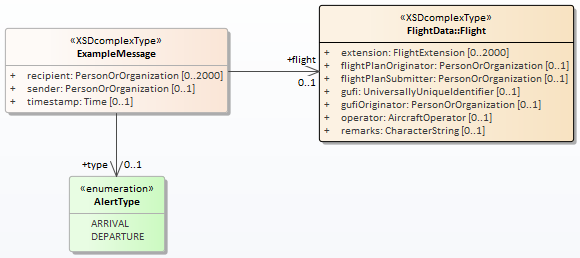 «XSDcomplexType»
ExampleMessage
+ recipient: PersonOrOrganization [0..2000]
+ sender: PersonOrOrganization [0..1]
+ timestamp: Time [0..1]
+flight
0..1
«XSDcomplexType»
FlightData::Flight
+ extension: FlightExtension [0..2000]
+ flightPlanOriginator: PersonOrOrganization [0..1]
+ flightPlanSubmitter: PersonOrOrganization [0..1]
+ gufi: UniversallyUniqueIdentifier [0..1]
+ gufiOriginator: PersonOrOrganization [0..1]
+ operator: AircraftOperator [0..1]
+ remarks: CharacterString [0..1]
+type
0..1
«enumeration»
AlertType
ARRIVAL
DEPARTURE